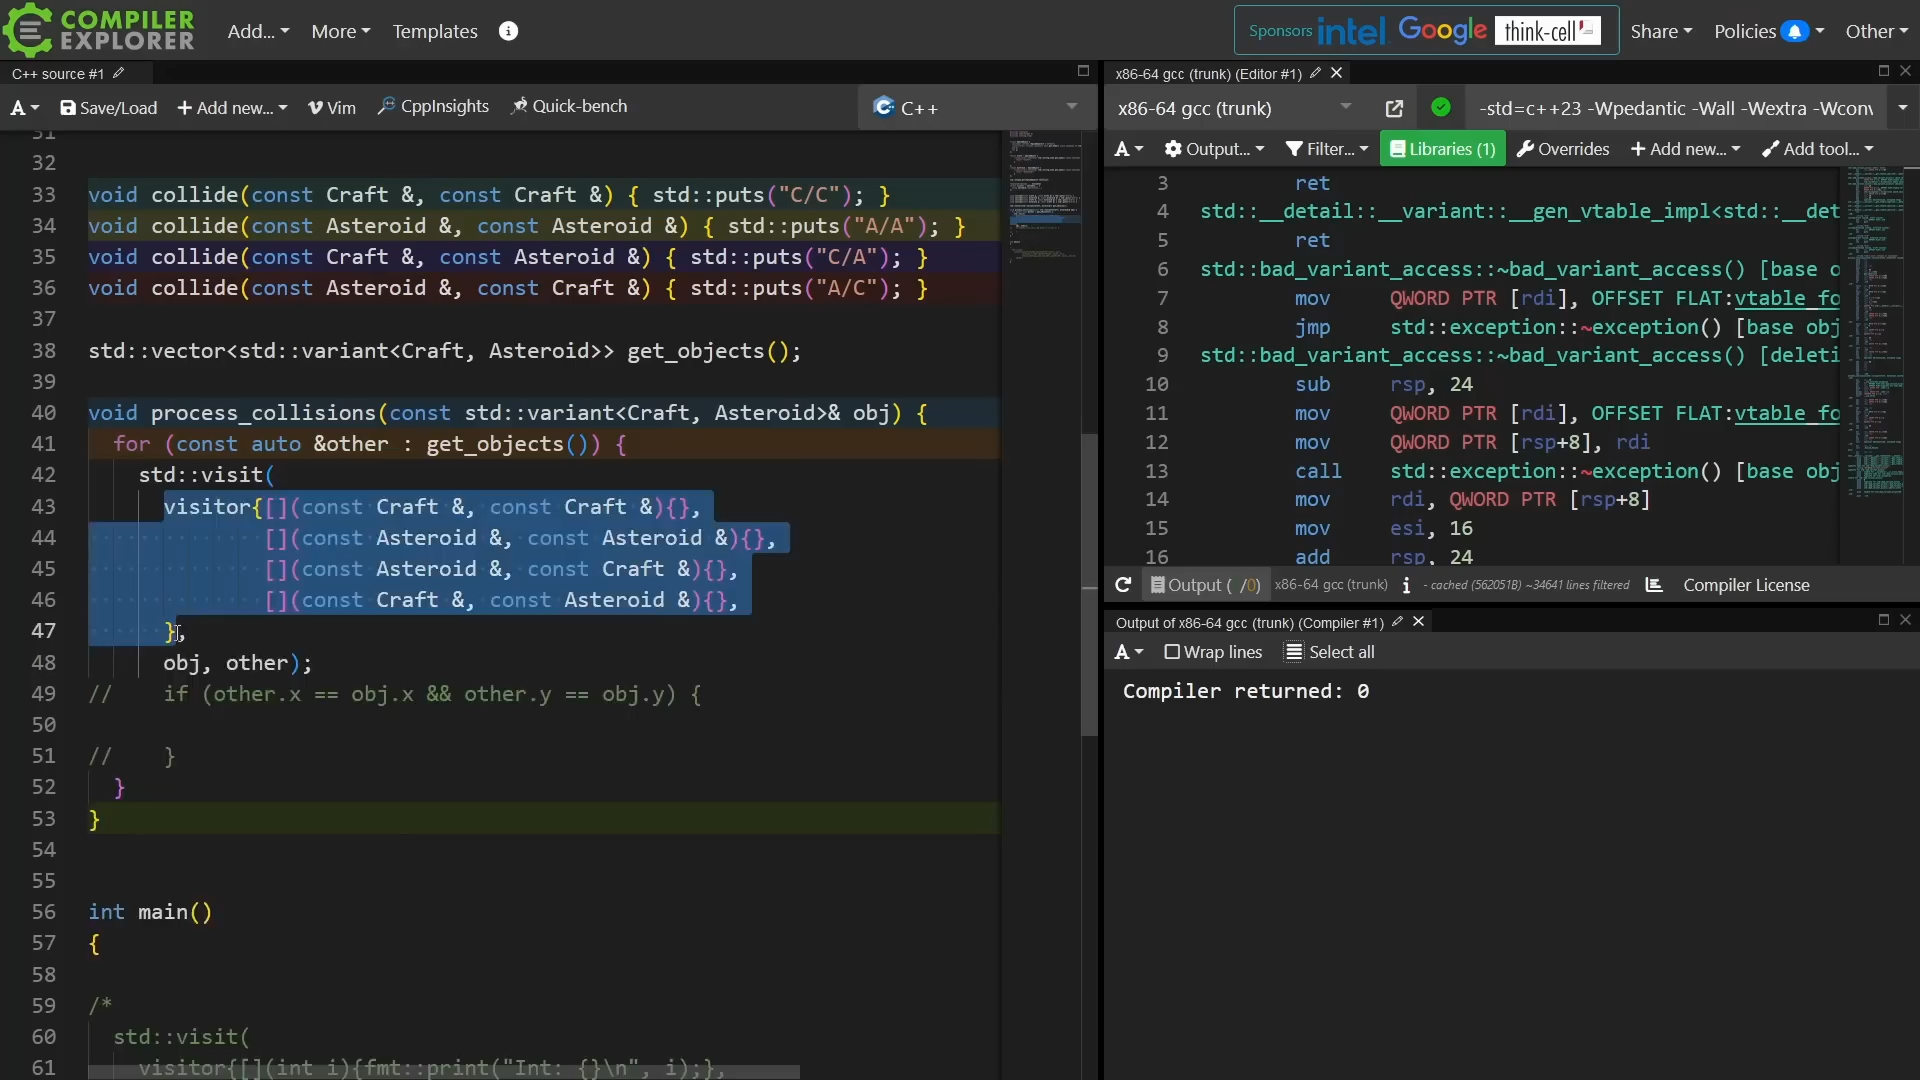 COMPILER EXPLORER
Add... More Templates
Sponsors intel Google think-cell Share Policies Other
C++ source #1
A Save/Load Add new... Vim CppInsights Quick-bench C++
31
32
33 void collide(const Craft &, const Craft &) { std::puts("C/C"); }
34 void collide(const Asteroid &, const Asteroid &) { std::puts("A/A"); }
35 void collide(const Craft &, const Asteroid &) { std::puts("C/A"); }
36 void collide(const Asteroid &, const Craft &) { std::puts("A/C"); }
37
38 std::vector<std::variant<Craft, Asteroid>> get_objects();
39
40 void process_collisions(const std::variant<Craft, Asteroid>& obj) {
41 for (const auto &other : get_objects()) {
42 std::visit(
43 visitor{[](const Craft &, const Craft &){},
44 [](const Asteroid &, const Asteroid &){},
45 [](const Asteroid &, const Craft &){},
46 [](const Craft &, const Asteroid &){},
47 },
48 obj, other);
49 // if (other.x == obj.x && other.y == obj.y) {
50
51 // }
52 }
53 }
54
55
56 int main()
57 {
58
59 /*
60 std::visit(
61 visitor{[](int i){fmt::print("Int: {}\n", i);},
x86-64 gcc (trunk) (Editor #1)
x86-64 gcc (trunk) -std=c++23 -Wpedantic -Wall -Wextra -Wconv
A Output... Filter... Libraries (1) Overrides Add new... Add tool...
3 ret
4 std::__detail::__variant::__gen_vtable_impl<std::__det
5 ret
6 std::bad_variant_access::~bad_variant_access() [base o
7 mov QWORD PTR [rdi], OFFSET FLAT:vtable fo
8 jmp std::exception::~exception() [base obj
9 std::bad_variant_access::~bad_variant_access() [deleti
10 sub rsp, 24
11 mov QWORD PTR [rdi], OFFSET FLAT:vtable fo
12 mov QWORD PTR [rsp+8], rdi
13 call std::exception::~exception() [base obj
14 mov rdi, QWORD PTR [rsp+8]
15 mov esi, 16
16 add rsp, 24
Output ( /0) x86-64 gcc (trunk) i - cached (562051B) ~34641 lines filtered Compiler License
Output of x86-64 gcc (trunk) (Compiler #1)
A Wrap lines Select all
Compiler returned: 0